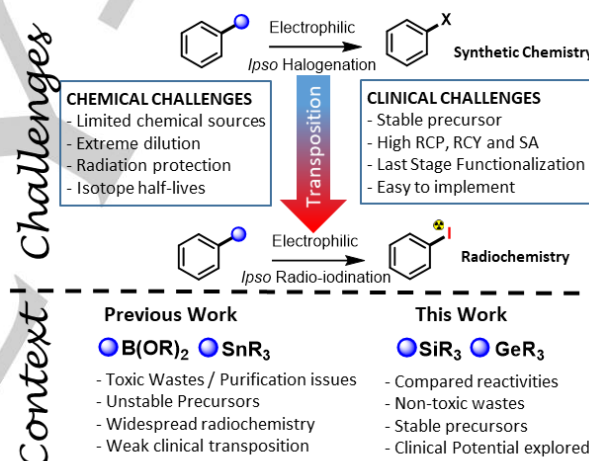 Challenges
Electrophilic
Ipso Halogenation
X
Synthetic Chemistry
CHEMICAL CHALLENGES
- Limited chemical sources
- Extreme dilution
- Radiation protection
- Isotope half-lives
CLINICAL CHALLENGES
- Stable precursor
- High RCP, RCY and SA
- Last Stage Functionalization
- Easy to implement
Transposition
Electrophilic
Ipso Radio-iodination
I
Radiochemistry
Context
Previous Work
B(OR)2 SnR3
- Toxic Wastes / Purification issues
- Unstable Precursors
- Widespread radiochemistry
- Weak clinical transposition
This Work
SiR3 GeR3
- Compared reactivities
- Non-toxic wastes
- Stable precursors
- Clinical Potential explored